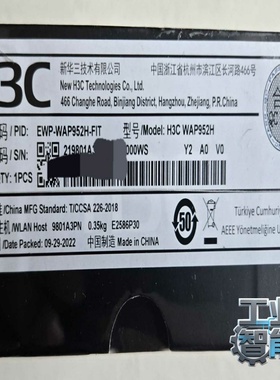 H3C
新华三技术有限公司
New H3C Technologies Co., Ltd.
中国浙江省杭州市滨江区长河路466号
466 Changhe Road, Binjiang District, Hangzhou, Zhejiang, P.R.China
PID: EWP-WAP952H-FIT
型号/Model: H3C WAP952H
S/N: 219801A3 000WS Y2 A0 V0
1PCS
China MFG Standard: T/CCSA 226-2018
主机/WLAN Host 9801A3PN 0.35kg E2586P30
Date Packed: 09-29-2022
中国制造
Made in China
50
Türkiye Cumhuriyeti
AEEE Yönetmeliğine